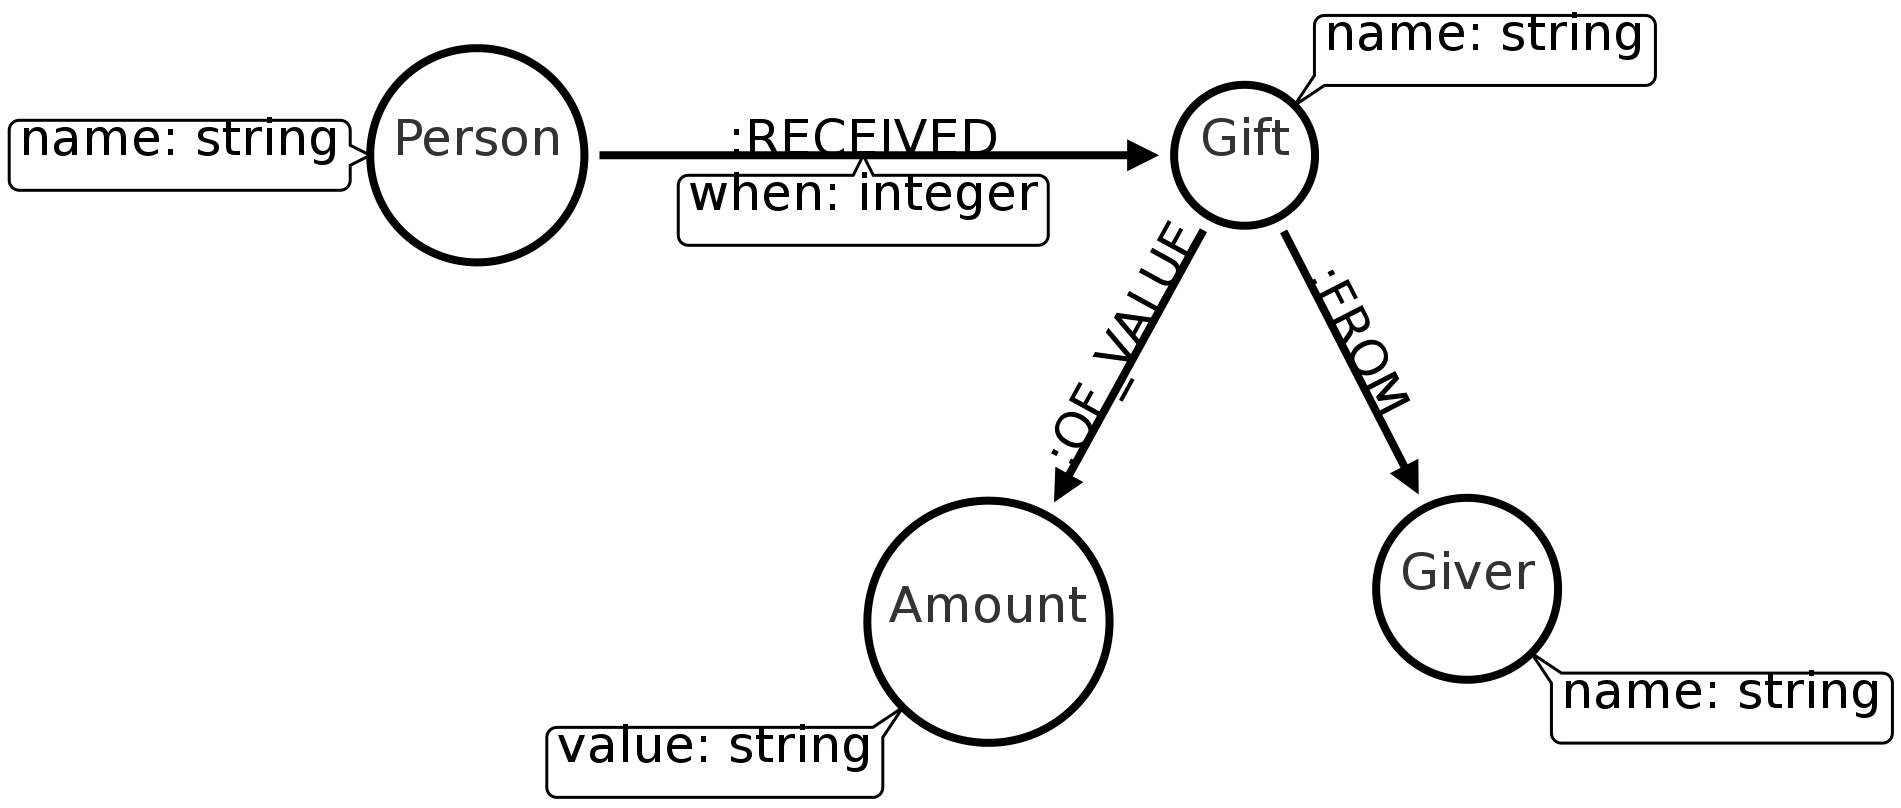 name: string
Person
:RECEIVED
when: integer
Gift
name: string
:OF_VALUE
:FROM
Amount
value: string
Giver
name: string